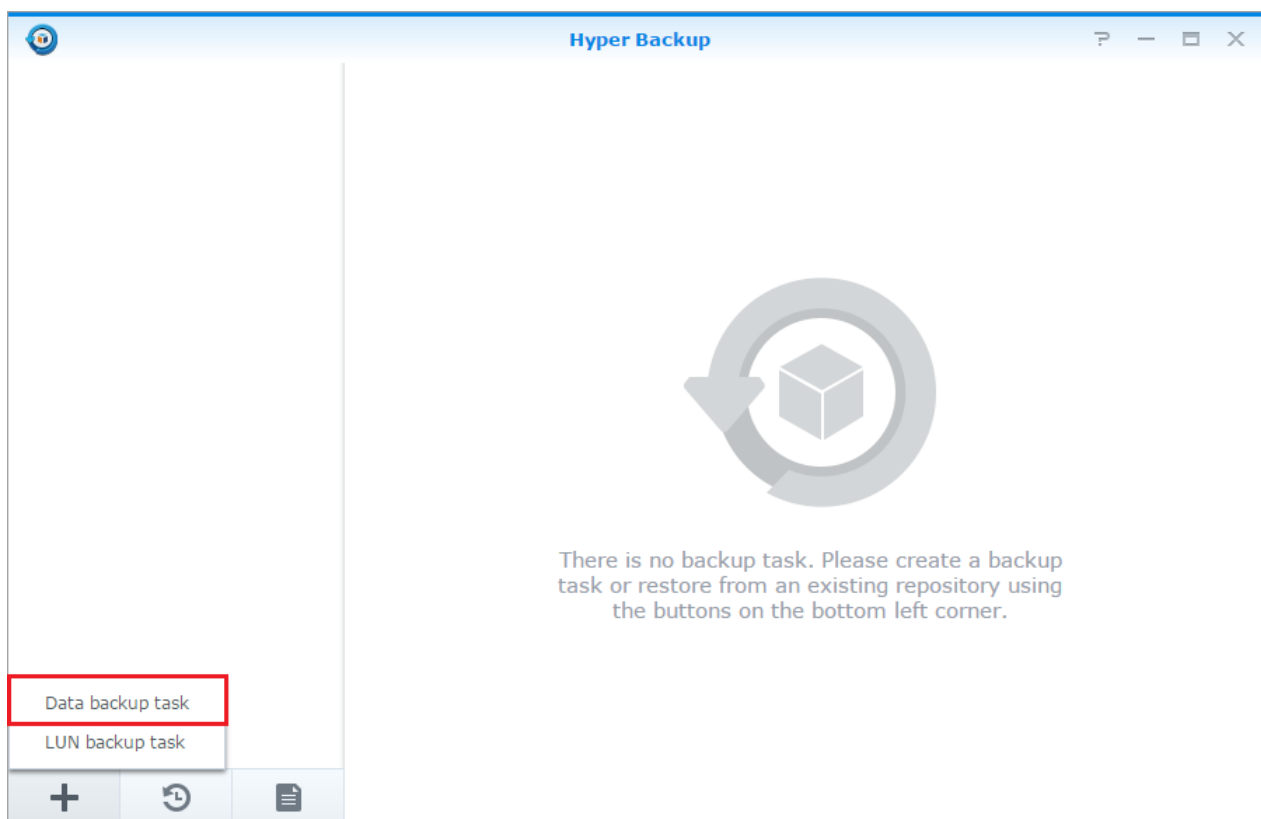 Hyper Backup
There is no backup task. Please create a backup
task or restore from an existing repository using
the buttons on the bottom left corner.
Data backup task
LUN backup task